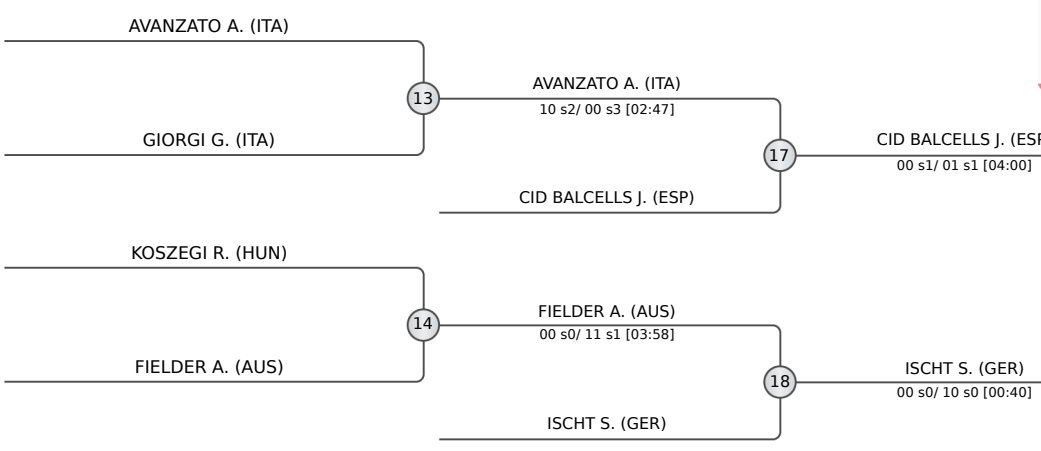 AVANZATO A. (ITA)
13
GIORGI G. (ITA)
AVANZATO A. (ITA)
10 s2/ 00 s3 [02:47]
17
CID BALCELLS J. (ESP)
CID BALCELLS J. (ESP
00 s1/ 01 s1 [04:00]
KOSZEGI R. (HUN)
14
FIELDER A. (AUS)
FIELDER A. (AUS)
00 s0/ 11 s1 [03:58]
18
ISCHT S. (GER)
ISCHT S. (GER)
00 s0/ 10 s0 [00:40]